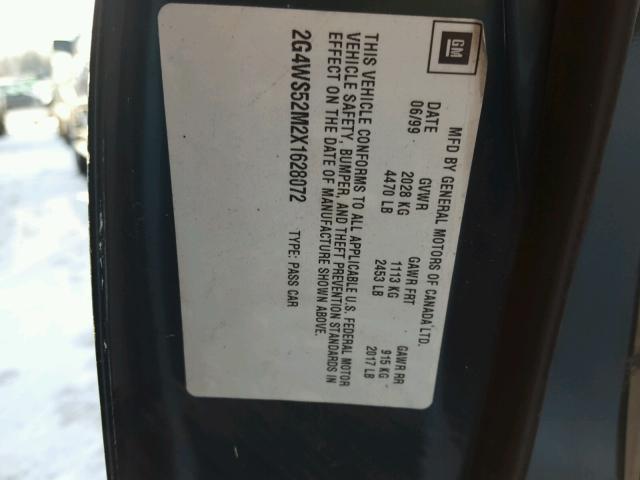 GM
MFD BY GENERAL MOTORS OF CANADA LTD.
DATE GVWR GAWR FRT GAWR RR
06/99 2028 KG 1113 KG 915 KG
4470 LB 2453 LB 2017 LB
THIS VEHICLE CONFORMS TO ALL APPLICABLE U.S. FEDERAL MOTOR
VEHICLE SAFETY, BUMPER, AND THEFT PREVENTION STANDARDS IN
EFFECT ON THE DATE OF MANUFACTURE SHOWN ABOVE.
2G4WS52M2X1628072 TYPE: PASS CAR